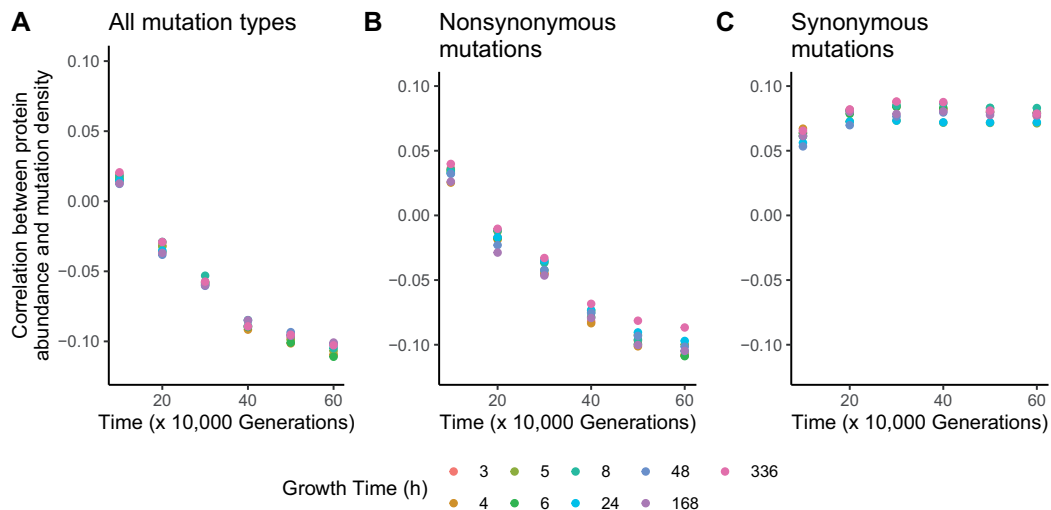 A All mutation types
B Nonsynonymous
mutations
C Synonymous
mutations
Correlation between protein
abundance and mutation density
0.10
0.05
0.00
−0.05
−0.10
20 40 60
Time (x 10,000 Generations)
0.10
0.05
0.00
−0.05
−0.10
20 40 60
Time (x 10,000 Generations)
0.10
0.05
0.00
−0.05
−0.10
20 40 60
Time (x 10,000 Generations)
Growth Time (h)
3 5 8 48 336
4 6 24 168